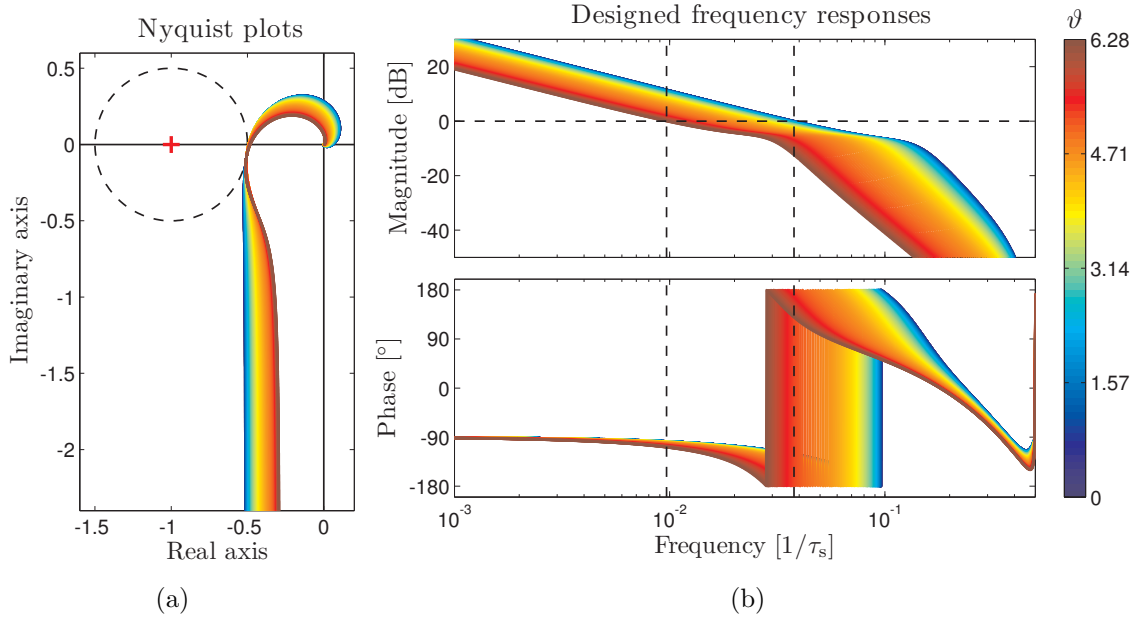 Nyquist plots
Imaginary axis
0.5
0
-0.5
-1
-1.5
-2
-1.5 -1 -0.5 0
Real axis
(a)
Designed frequency responses
Magnitude [dB]
20
0
-20
-40
Phase [°]
180
90
0
-90
-180
10⁻³ 10⁻² 10⁻¹
Frequency [1/τₛ]
(b)
ϑ
6.28
4.71
3.14
1.57
0